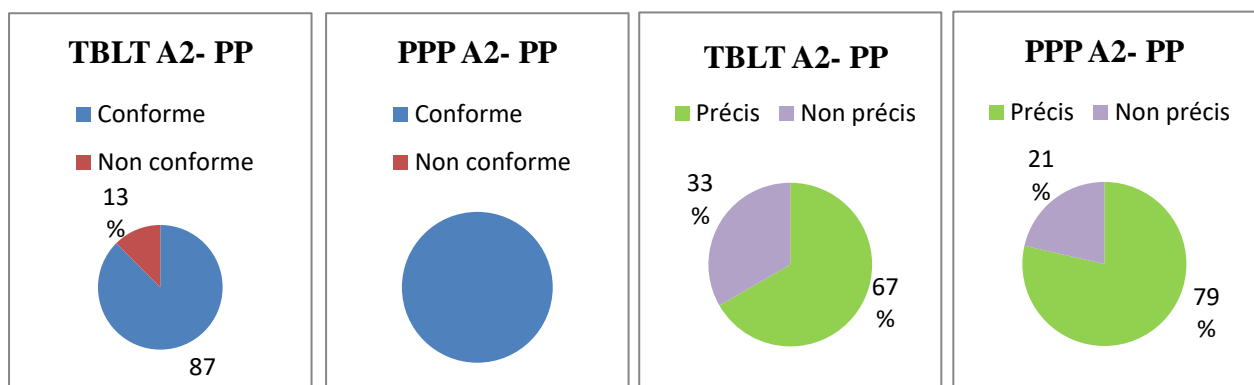 TBLT A2- PP
Conforme
Non conforme
13
%
87
PPP A2- PP
Conforme
Non conforme
TBLT A2- PP
Précis Non précis
33
%
67
%
PPP A2- PP
Précis Non précis
21
%
79
%